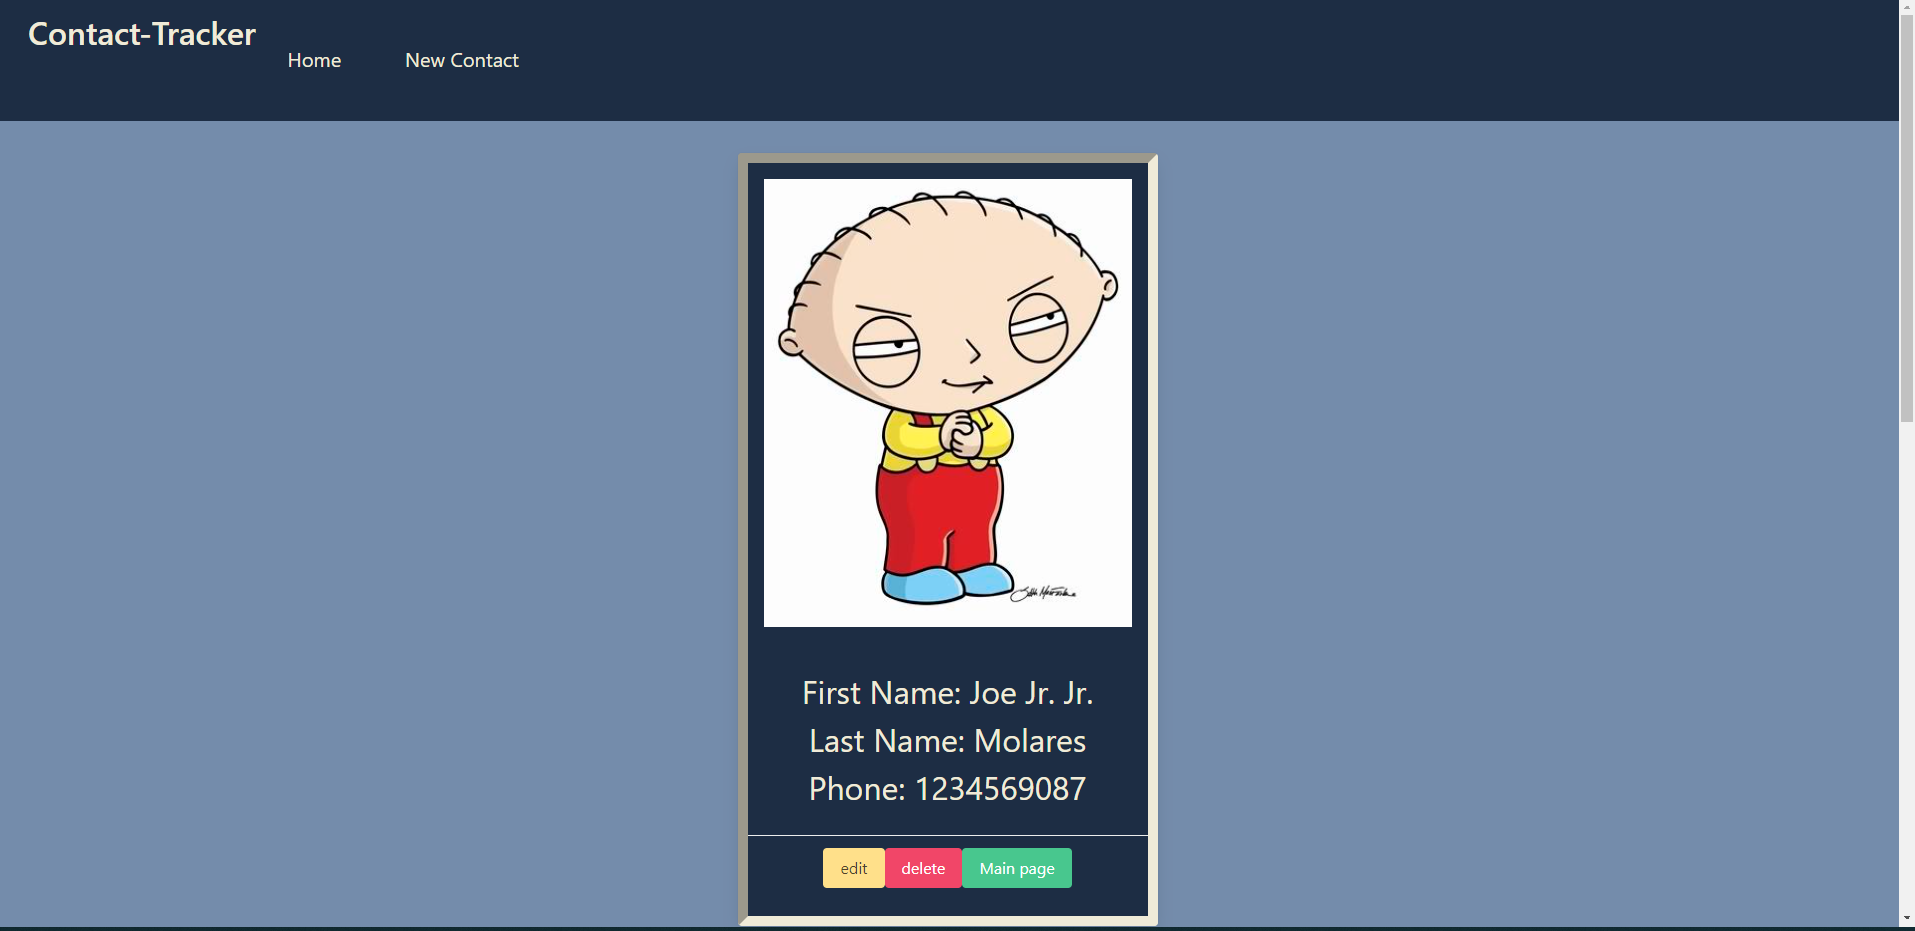 Contact-Tracker
Home
New Contact
First Name: Joe Jr. Jr.
Last Name: Molares
Phone: 1234569087
edit
delete
Main page